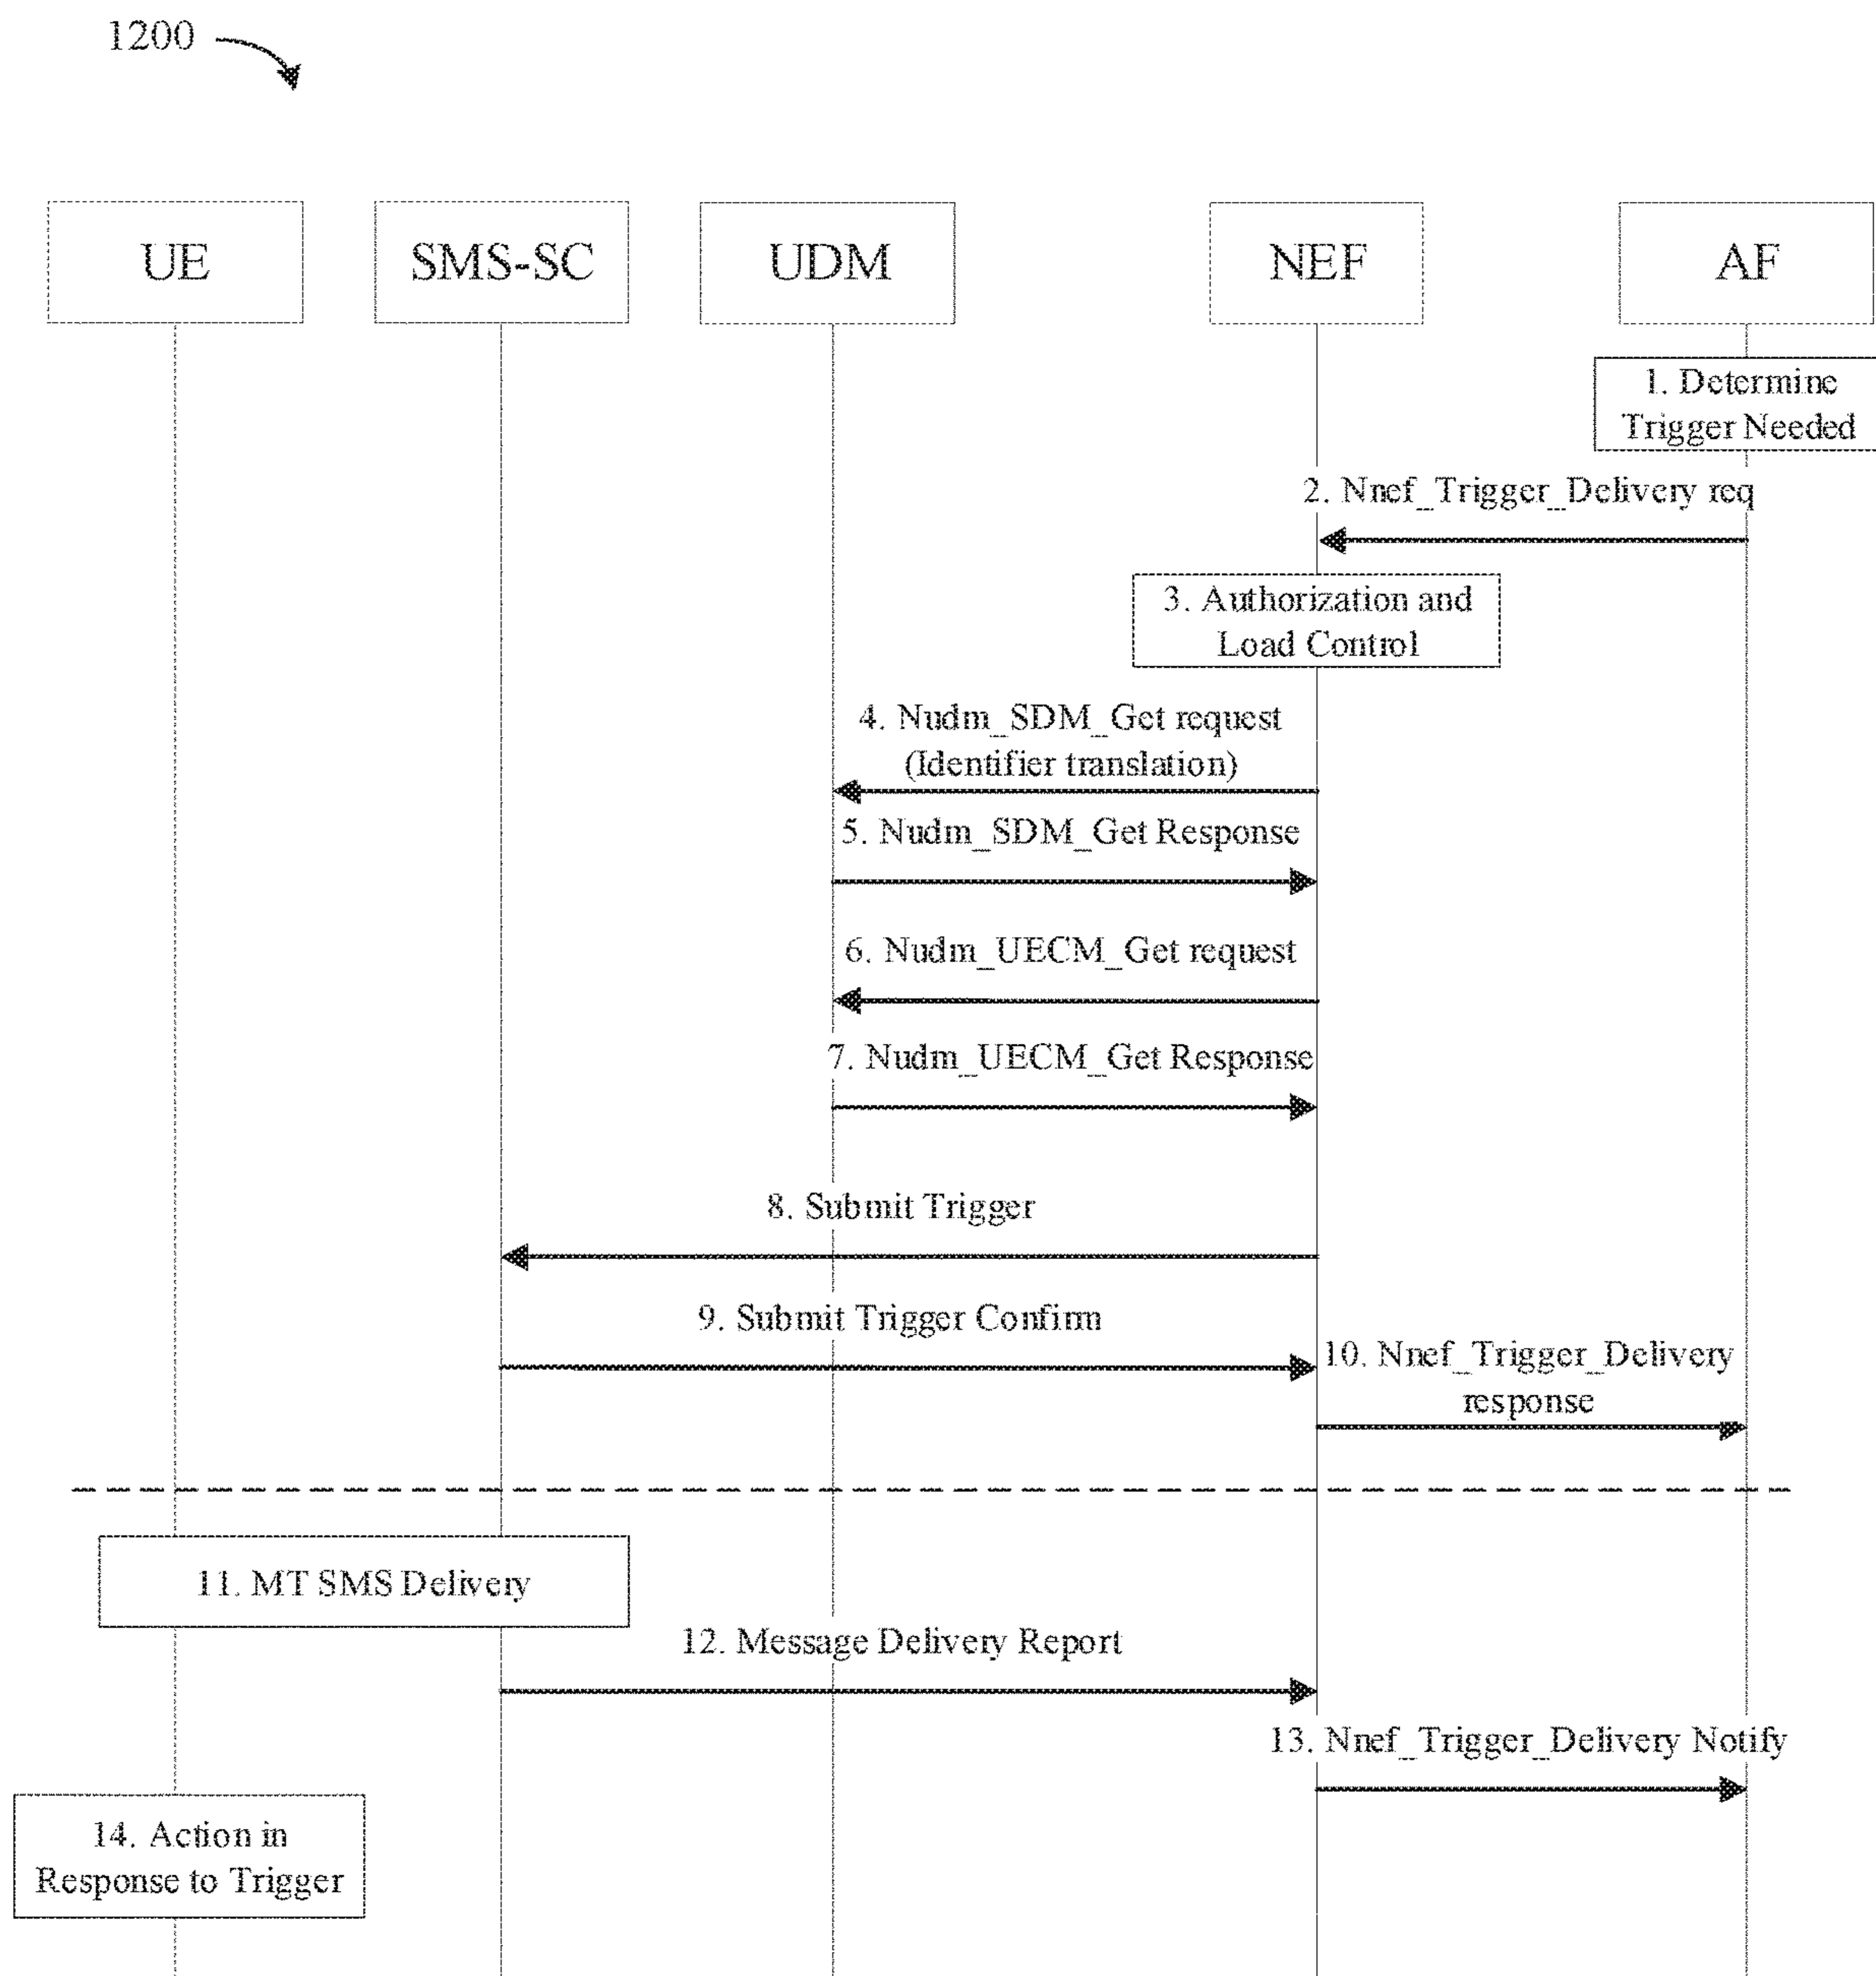 1200
UE
SMS-SC
UDM
NEF
AF
1. Determine
Trigger Needed
2. Nnef_Trigger_Delivery req
3. Authorization and
Load Control
4. Nudm_SDM_Get request
(Identifier translation)
5. Nudm_SDM_Get Response
6. Nudm_UECM_Get request
7. Nudm_UECM_Get Response
8. Submit Trigger
9. Submit Trigger Confirm
10. Nnef_Trigger_Delivery
response
11. MT SMS Delivery
12. Message Delivery Report
13. Nnef_Trigger_Delivery Notify
14. Action in
Response to Trigger